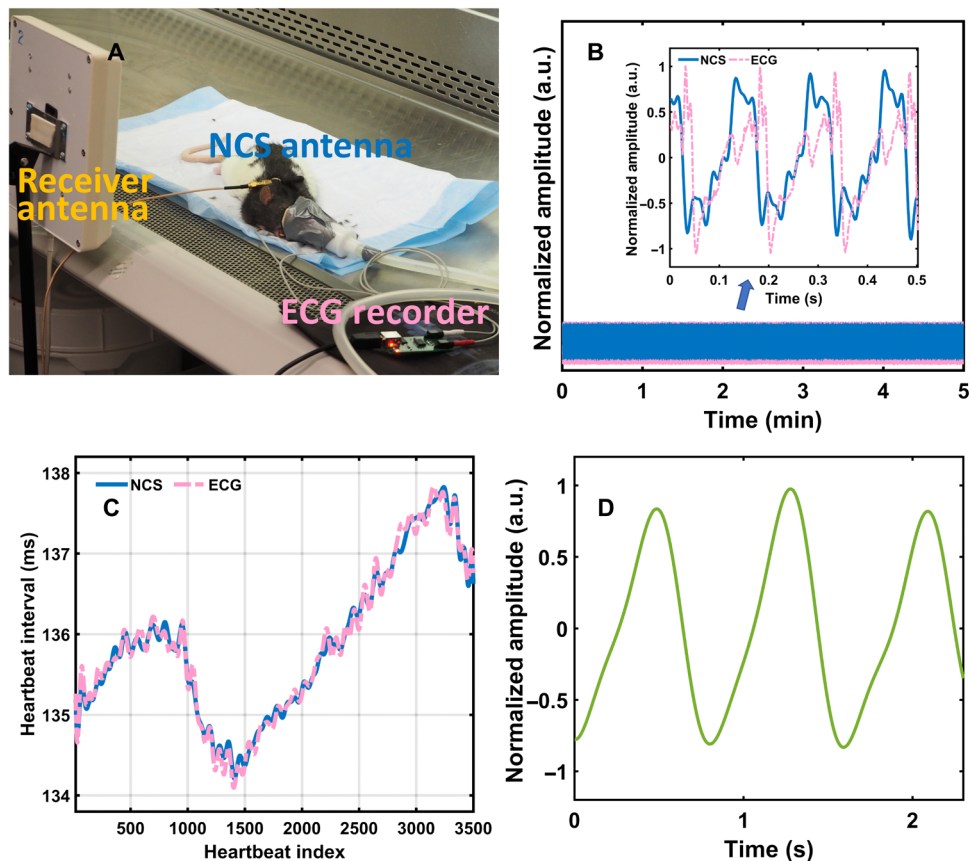 2
A
NCS antenna
Receiver
antenna
ECG recorder
B
NCS ECG
Normalized amplitude (a.u.)
1
0.5
0
−0.5
−1
0 0.1 0.2 0.3 0.4 0.5
Time (s)
Normalized amplitude (a.u.)
0 1 2 3 4 5
Time (min)
C
NCS ECG
Heartbeat interval (ms)
138
137
136
135
134
500 1000 1500 2000 2500 3000 3500
Heartbeat index
D
Normalized amplitude (a.u.)
1
0.5
0
−0.5
−1
0 1 2
Time (s)